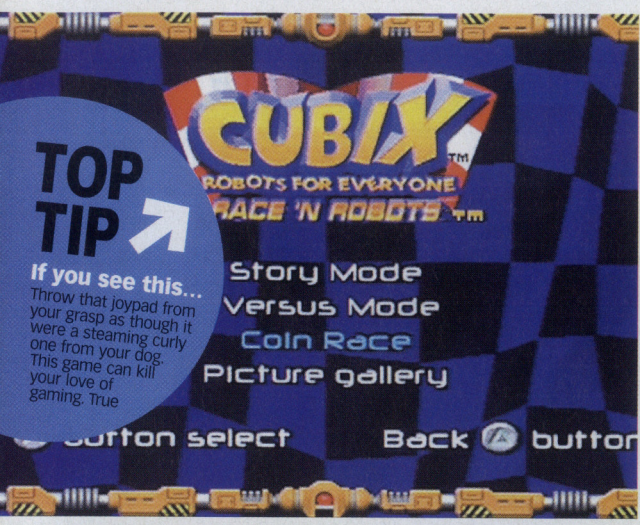 CUBIX
TM
ROBOTS FOR EVERYONE
RACE 'N ROBOTS TM
TOP
TIP
If you see this...
Throw that joypad from
your grasp as though it
were a steaming curly
one from your dog.
This game can kill
your love of
gaming. True
Story Mode
Versus Mode
Coin Race
Picture gallery
button select
Back A button